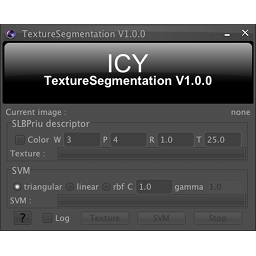 TextureSegmentation V1.0.0
ICY
TextureSegmentation V1.0.0
Current image : none
SLBPriu descriptor
Color W 3 P 4 R 1.0 T 25.0
Texture :
SVM
triangular linear rbf C 1.0 gamma 1.0
SVM :
? Log Texture SVM Stop